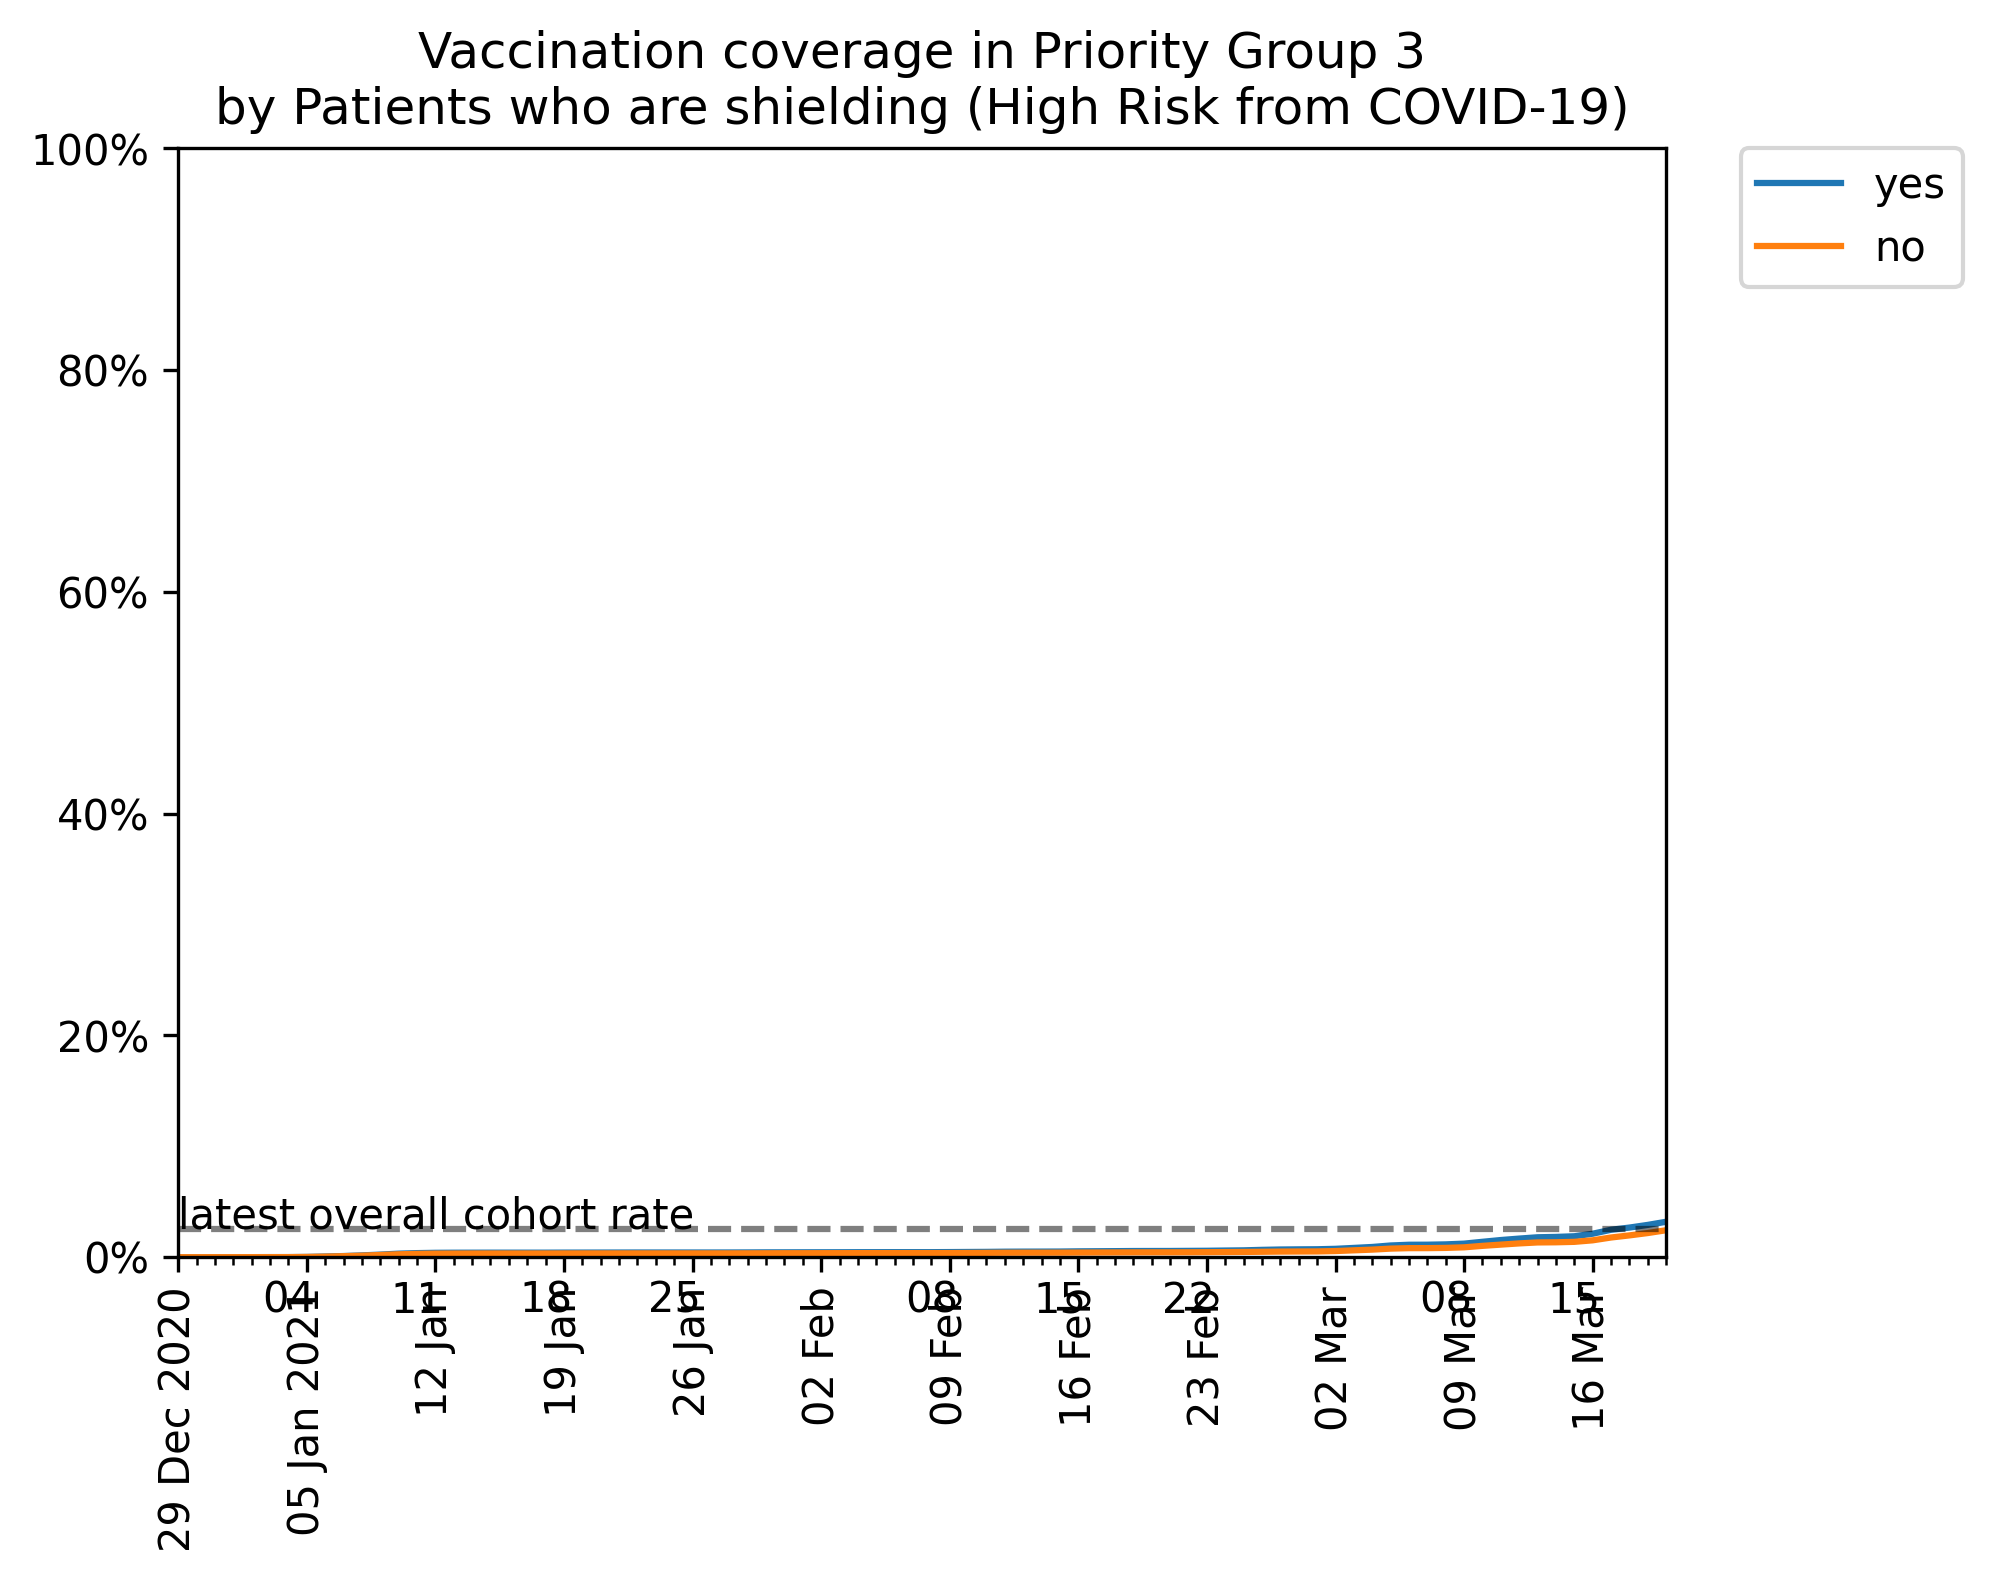 Vaccination coverage in Priority Group 3
by Patients who are shielding (High Risk from COVID-19)
yes
no
100%
80%
60%
40%
20%
0%
latest overall cohort rate
04
11
18
25
08
15
22
08
15
29 Dec 2020
05 Jan 2021
12 Jan
19 Jan
26 Jan
02 Feb
09 Feb
16 Feb
23 Feb
02 Mar
09 Mar
16 Mar